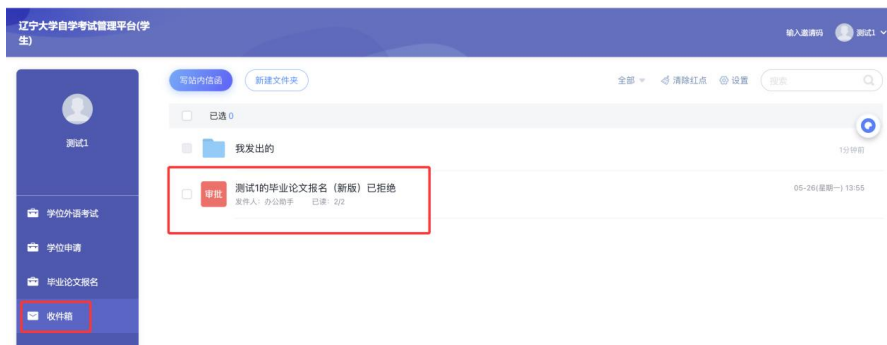 辽宁大学自学考试管理平台(学
生)
输入邀请码
测试1
测试1
学位外语考试
学位申请
毕业论文报名
收件箱
写站内信函
新建文件夹
全部
清除红点
设置
搜索
已选 0
我发出的
1分钟前
审批
测试1的毕业论文报名（新版）已拒绝
05-26(星期一) 13:55
发件人：办公助手 已读：2/2